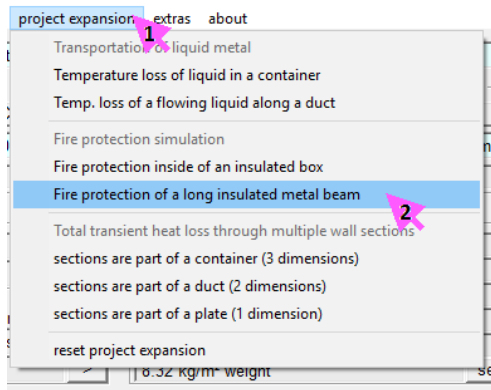 project expansion extras about
1
Transportation of liquid metal
Temperature loss of liquid in a container
Temp. loss of a flowing liquid along a duct
Fire protection simulation
Fire protection inside of an insulated box
Fire protection of a long insulated metal beam
2
Total transient heat loss through multiple wall sections
sections are part of a container (3 dimensions)
sections are part of a duct (2 dimensions)
sections are part of a plate (1 dimension)
reset project expansion
> 8.32 kg/m² weight